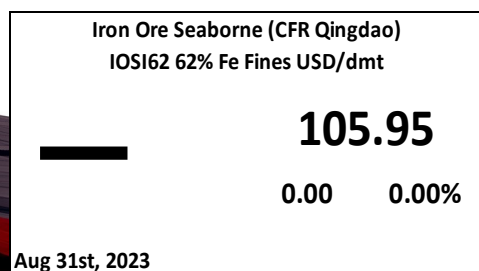 Iron Ore Seaborne (CFR Qingdao)
IOSI62 62% Fe Fines USD/dmt
105.95
0.00 0.00%
Aug 31st, 2023